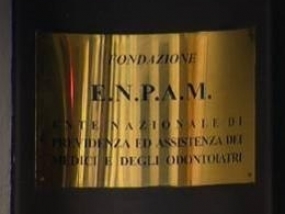 FONDAZIONE
E.N.P.A.M.
ENTE NAZIONALE DI
PREVIDENZA ED ASSISTENZA DEI
MEDICI E DEGLI ODONTOIATRI